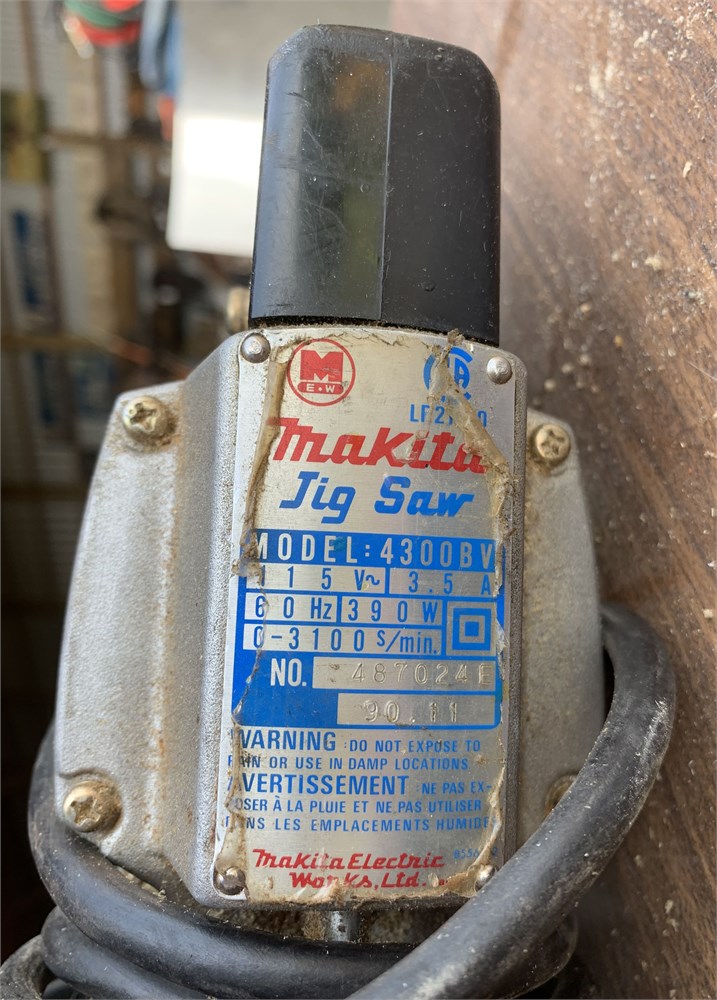 M
E•W
Makita
Jig Saw
MODEL: 4300BV
115 V~ 3.5 A
60 Hz 390 W
0-3100 S/min.
NO. 487024E
90.11
WARNING : DO NOT EXPOSE TO
RAIN OR USE IN DAMP LOCATIONS
AVERTISSEMENT : NE PAS EX-
POSER À LA PLUIE ET NE PAS UTILISER
DANS LES EMPLACEMENTS HUMIDE
Makita Electric
Works, Ltd.